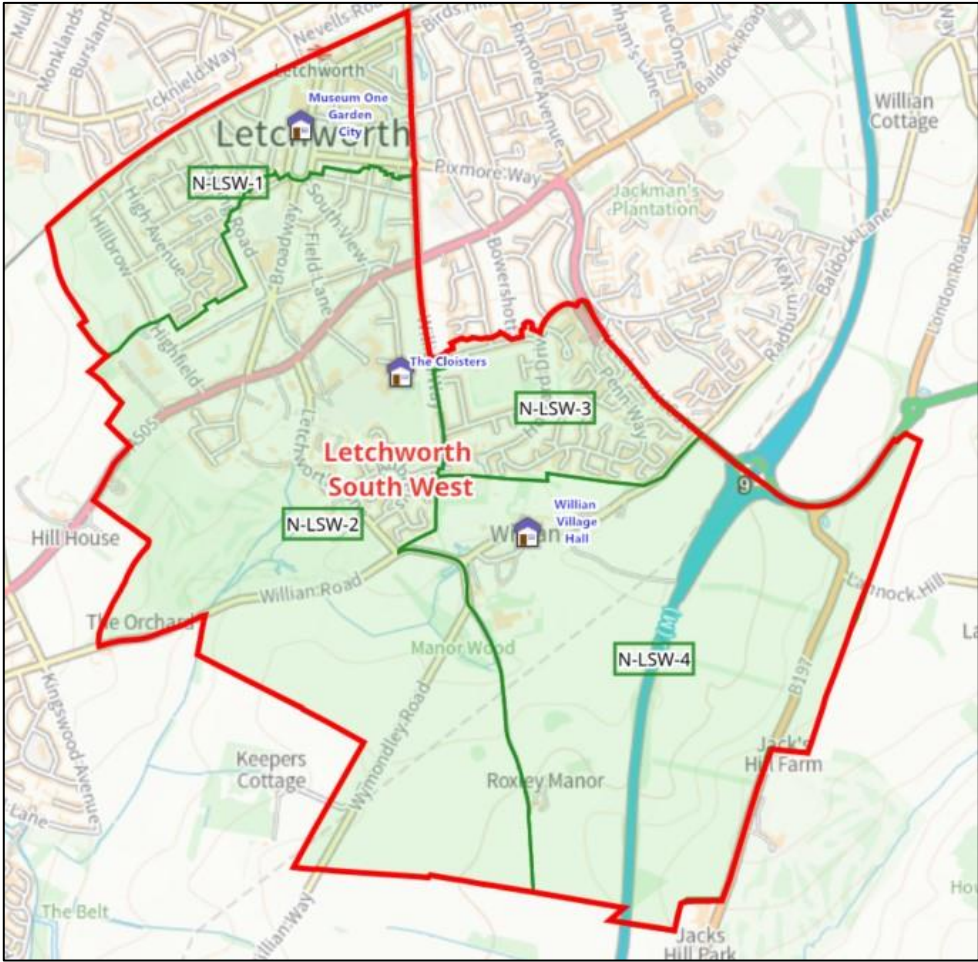 Nevells Road
Birds Hill
Monklands
Bursland
Icknield Way
Letchworth
Museum One
Garden
City
Letchworth
Pixmore Avenue
Baldock Road
Willian
Cottage
N-LSW-1
Pixmore Way
Jackman's
Plantation
Hillbrow
High Avenue
Road
Broadway
South View
Field Lane
Bowershott
Baldock Lane
Radburn Way
London Road
Highfield
The Cloisters
Penn Way
N-LSW-3
A505
Letchworth
South West
9
N-LSW-2
Willian
Village
Hall
Hill House
Willian Road
The Orchard
Lannock Hill
Manor Wood
N-LSW-4
B197
Kingswood Avenue
Keepers
Cottage
Wymondley Road
Jack's
Hill Farm
Roxley Manor
Lane
The Belt
Jacks
Hill Park